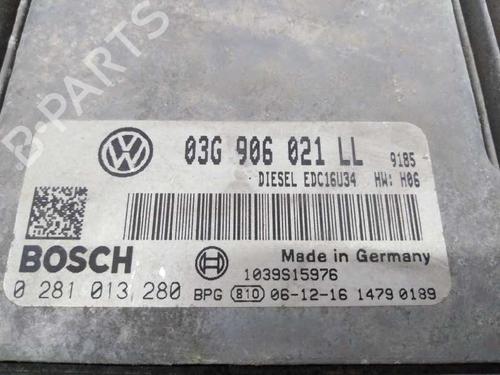 B-PARTS
03G 906 021 LL 9185
DIESEL EDC16U34 HW: H06
BOSCH
Made in Germany
1039S15976
0 281 013 280 BPG 810 06-12-16 1479 0189